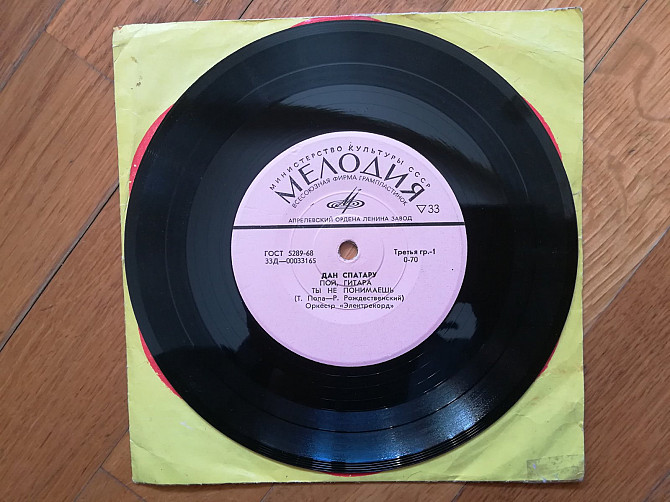 МИНИСТЕРСТВО КУЛЬТУРЫ СССР
МЕЛОДИЯ
ВСЕСОЮЗНАЯ ФИРМА ГРАМПЛАСТИНОК
АПРЕЛЕВСКИЙ ОРДЕНА ЛЕНИНА ЗАВОД
▽33
ГОСТ 5289-68
33Д—00033165
Третья гр.-1
0-70
ДАН СПАТАРУ
ПОЙ, ГИТАРА
ТЫ НЕ ПОНИМАЕШЬ
(Т. Попа—Р. Рождественский)
Оркестр «Электрекорд»